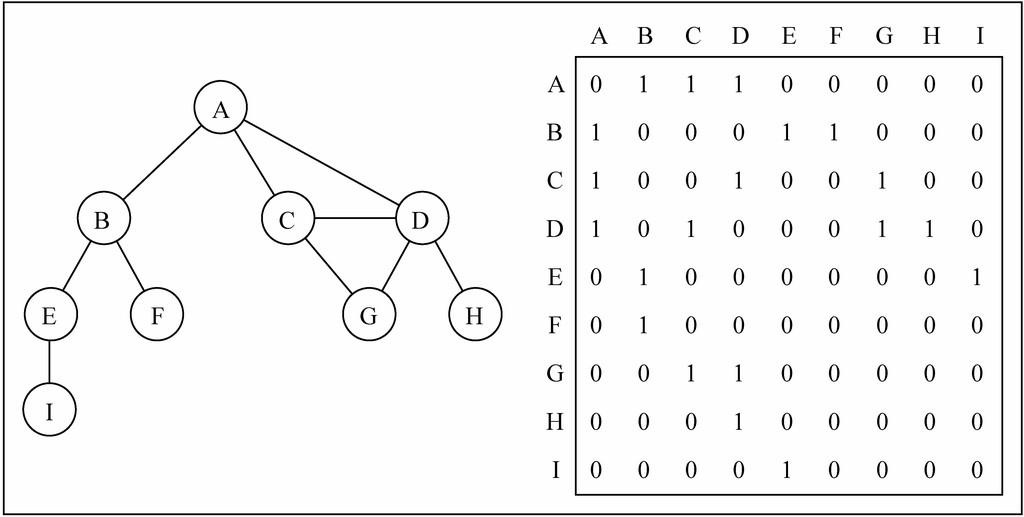 A
B
C
D
E
F
G
H
I
A B C D E F G H I
A 0 1 1 1 0 0 0 0 0
B 1 0 0 0 1 1 0 0 0
C 1 0 0 1 0 0 1 0 0
D 1 0 1 0 0 0 1 1 0
E 0 1 0 0 0 0 0 0 1
F 0 1 0 0 0 0 0 0 0
G 0 0 1 1 0 0 0 0 0
H 0 0 0 1 0 0 0 0 0
I 0 0 0 0 1 0 0 0 0